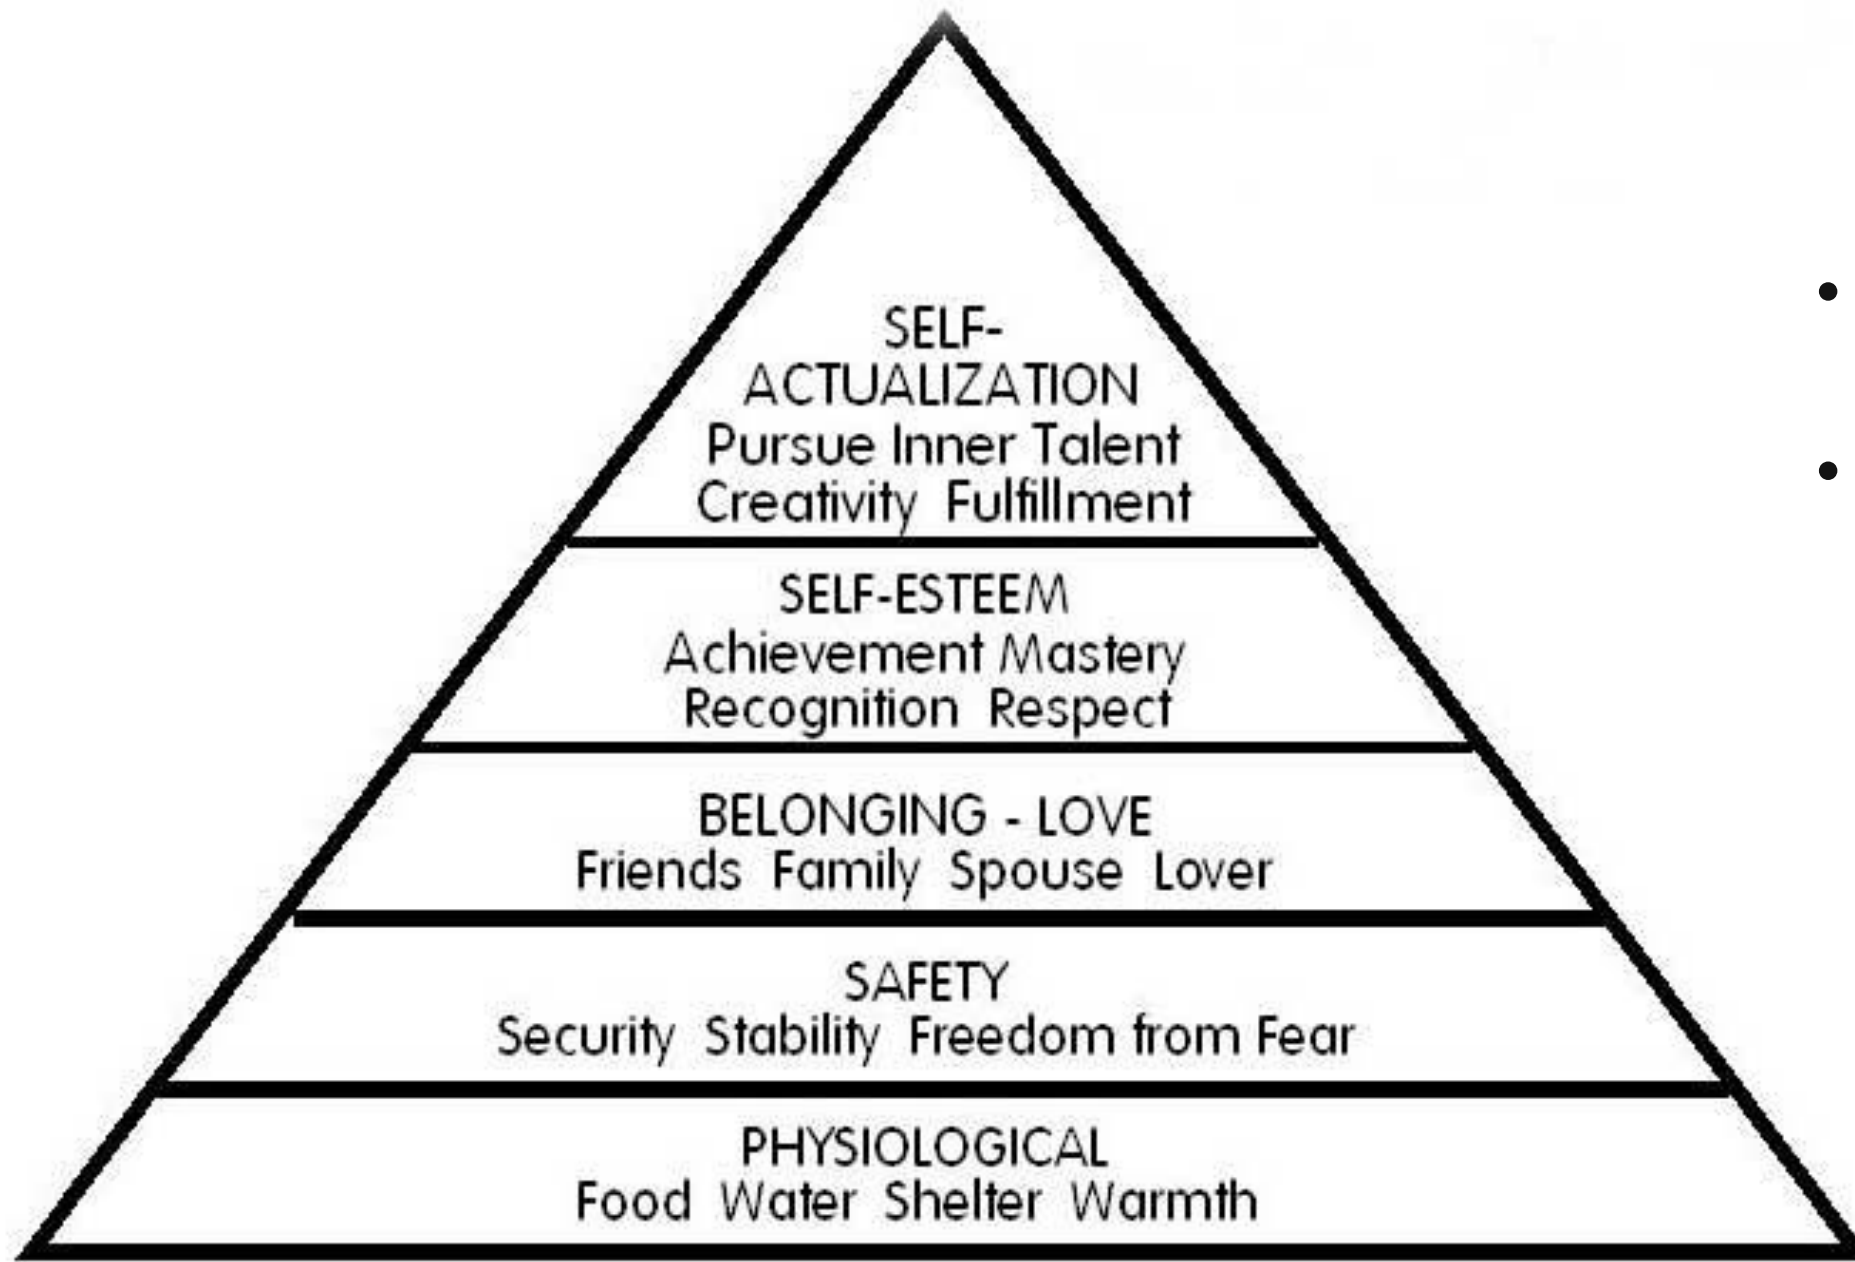 SELF-
ACTUALIZATION
Pursue Inner Talent
Creativity Fulfillment
SELF-ESTEEM
Achievement Mastery
Recognition Respect
BELONGING - LOVE
Friends Family Spouse Lover
SAFETY
Security Stability Freedom from Fear
PHYSIOLOGICAL
Food Water Shelter Warmth